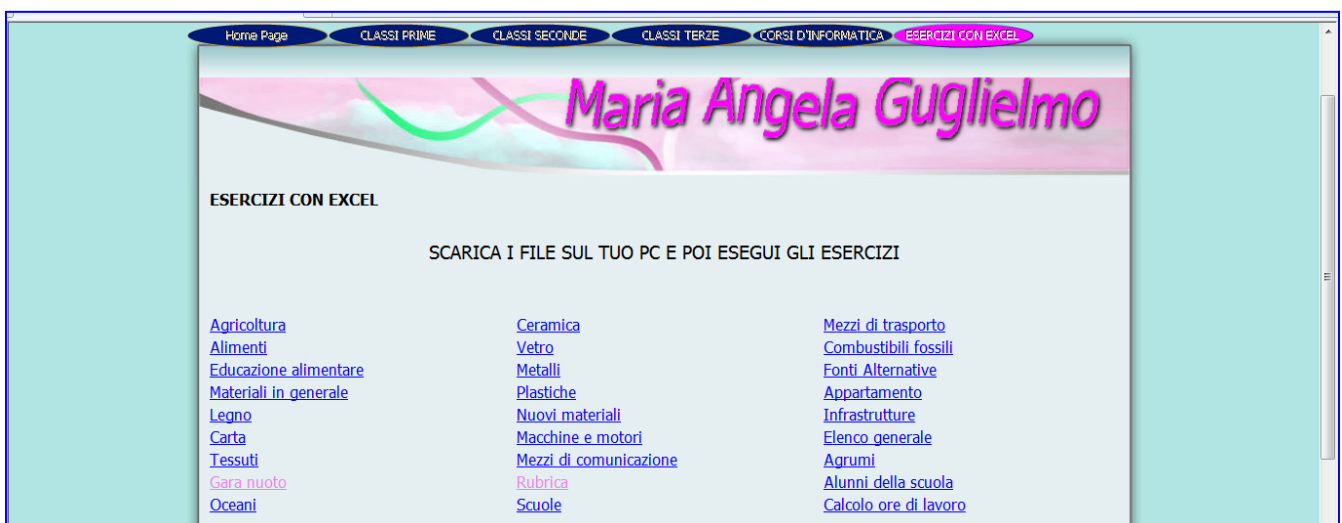 Home Page CLASSI PRIME CLASSI SECONDE CLASSI TERZE CORSI D'INFORMATICA ESERCIZI CON EXCEL
Maria Angela Guglielmo
ESERCIZI CON EXCEL
SCARICA I FILE SUL TUO PC E POI ESEGUI GLI ESERCIZI
Agricoltura Ceramica Mezzi di trasporto
Alimenti Vetro Combustibili fossili
Educazione alimentare Metalli Fonti Alternative
Materiali in generale Plastiche Appartamento
Legno Nuovi materiali Infrastrutture
Carta Macchine e motori Elenco generale
Tessuti Mezzi di comunicazione Agrumi
Gara nuoto Rubrica Alunni della scuola
Oceani Scuole Calcolo ore di lavoro